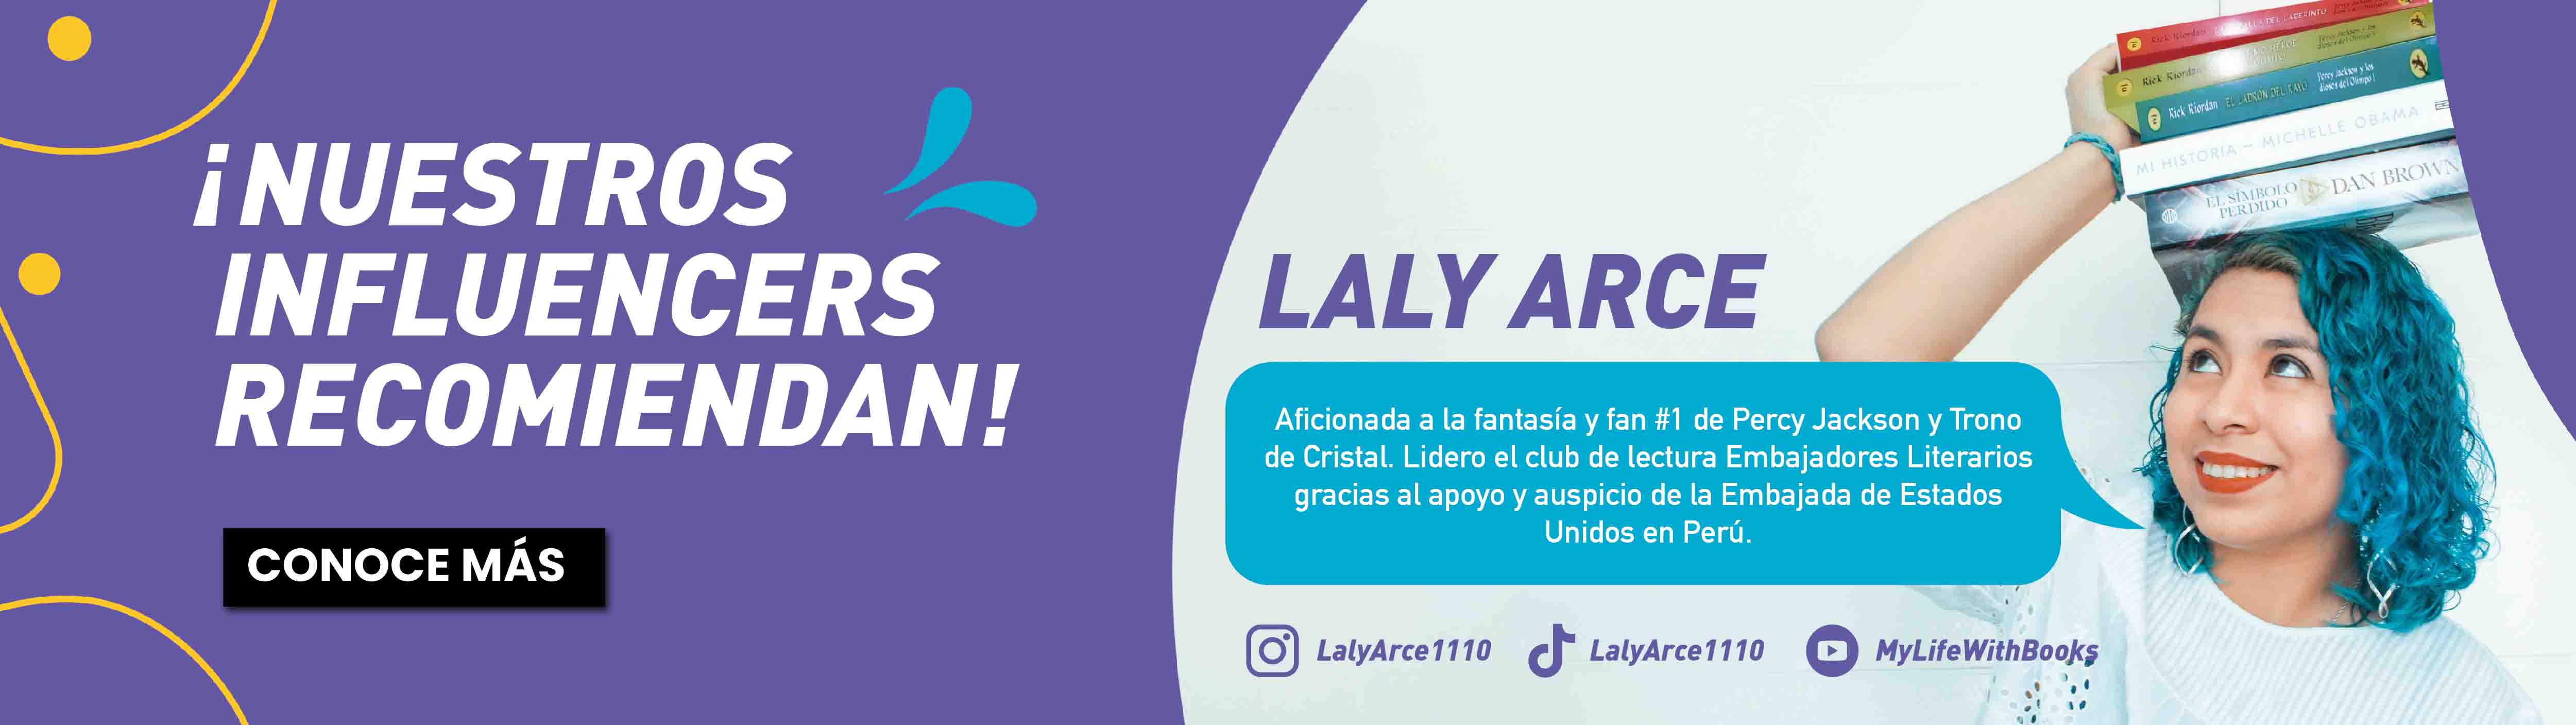 ¡NUESTROS
INFLUENCERS
RECOMIENDAN!
CONOCE MÁS
LALY ARCE
Aficionada a la fantasía y fan #1 de Percy Jackson y Trono
de Cristal. Lidero el club de lectura Embajadores Literarios
gracias al apoyo y auspicio de la Embajada de Estados
Unidos en Perú.
LalyArce1110
LalyArce1110
MyLifeWithBooks
Rick Riordan DEL LABERINTO
Rick Riordan HÉROE
Rick Riordan EL LADRÓN DEL RAYO Percy Jackson y los
dioses del Olimpo I
MI HISTORIA – MICHELLE OBAMA
EL SÍMBOLO
PERDIDO DAN BROWN